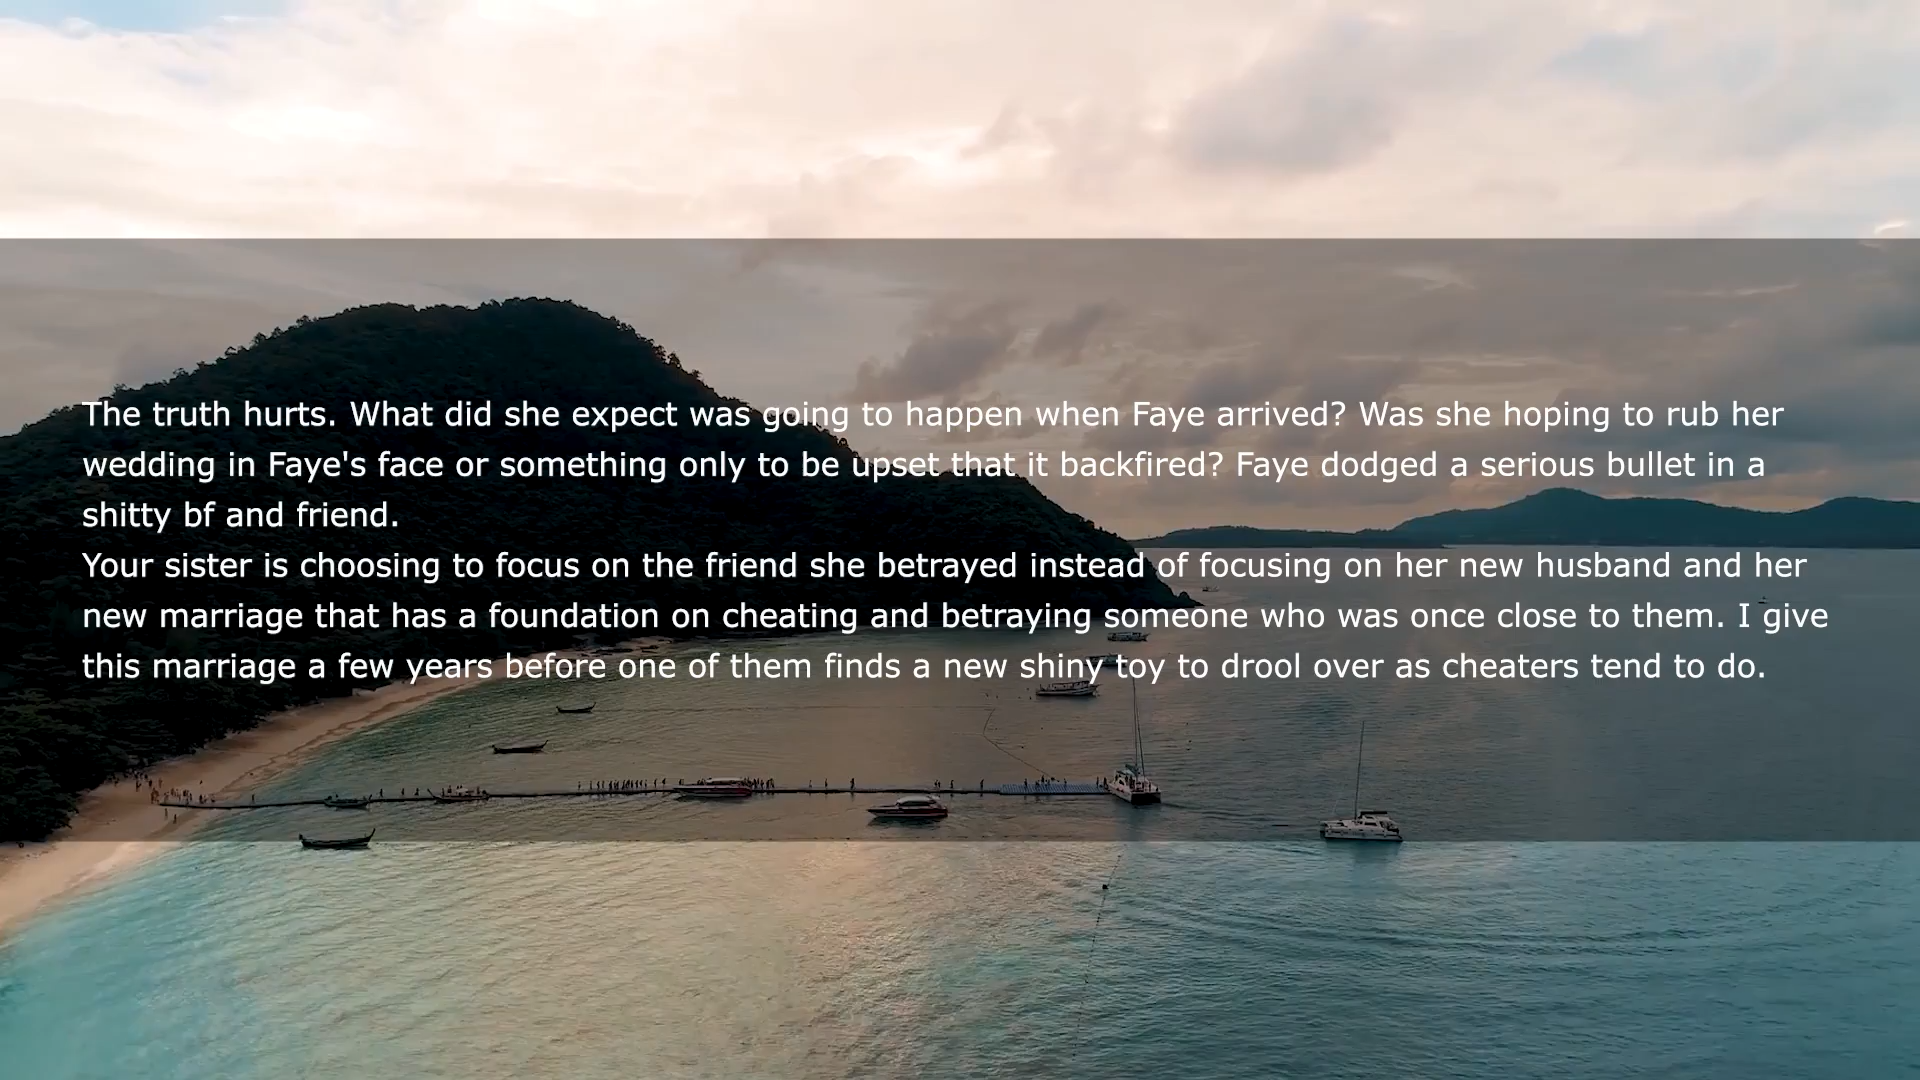 The truth hurts. What did she expect was going to happen when Faye arrived? Was she hoping to rub her
wedding in Faye's face or something only to be upset that it backfired? Faye dodged a serious bullet in a
shitty bf and friend.
Your sister is choosing to focus on the friend she betrayed instead of focusing on her new husband and her
new marriage that has a foundation on cheating and betraying someone who was once close to them. I give
this marriage a few years before one of them finds a new shiny toy to drool over as cheaters tend to do.